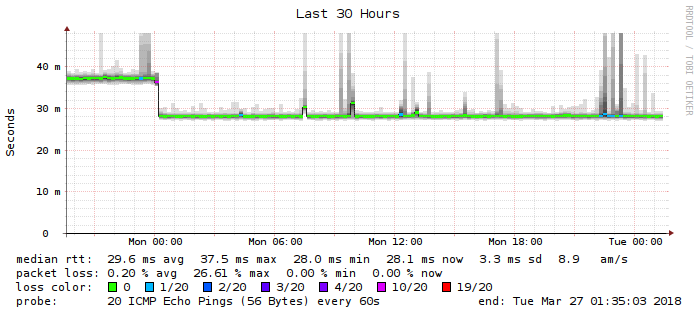 Last 30 Hours
RRDTOOL / TOBI OETIKER
Seconds
40 m
30 m
20 m
10 m
0
Mon 00:00 Mon 06:00 Mon 12:00 Mon 18:00 Tue 00:00
median rtt: 29.6 ms avg 37.5 ms max 28.0 ms min 28.1 ms now 3.3 ms sd 8.9 am/s
packet loss: 0.20 % avg 26.61 % max 0.00 % min 0.00 % now
loss color: 0 1/20 2/20 3/20 4/20 10/20 19/20
probe: 20 ICMP Echo Pings (56 Bytes) every 60s end: Tue Mar 27 01:35:03 2018